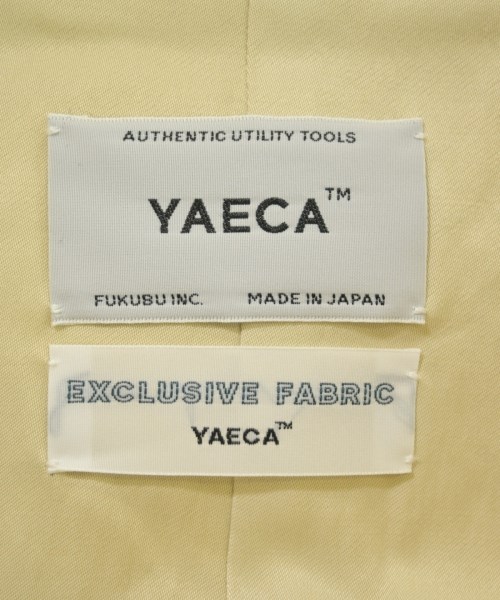 AUTHENTIC UTILITY TOOLS
YAECA™
FUKUBU INC. MADE IN JAPAN
EXCLUSIVE FABRIC
YAECA™